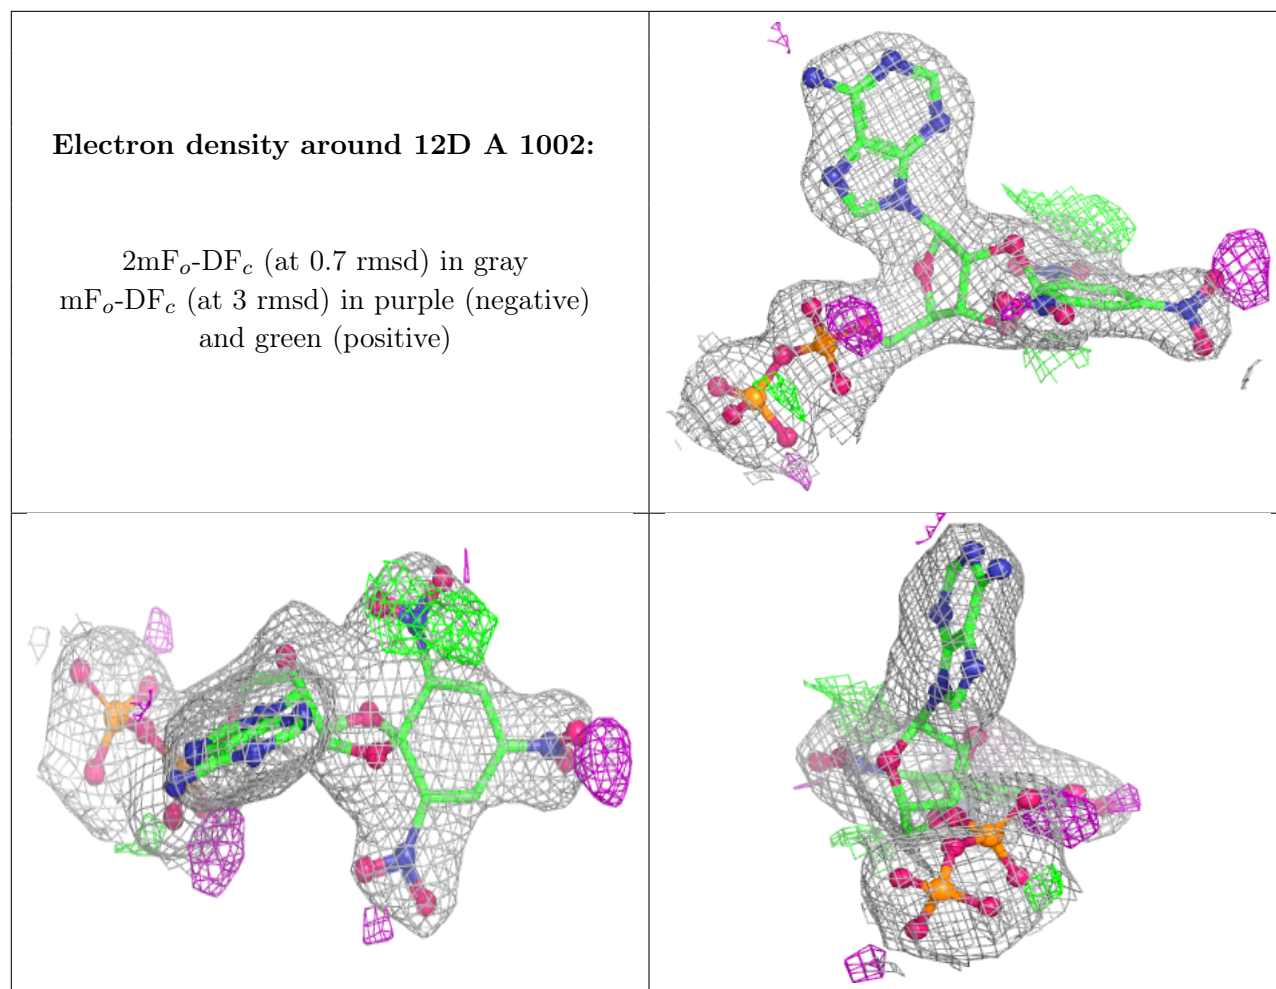 Electron density around 12D A 1002:
2mFo-DFc (at 0.7 rmsd) in gray
mFo-DFc (at 3 rmsd) in purple (negative)
and green (positive)